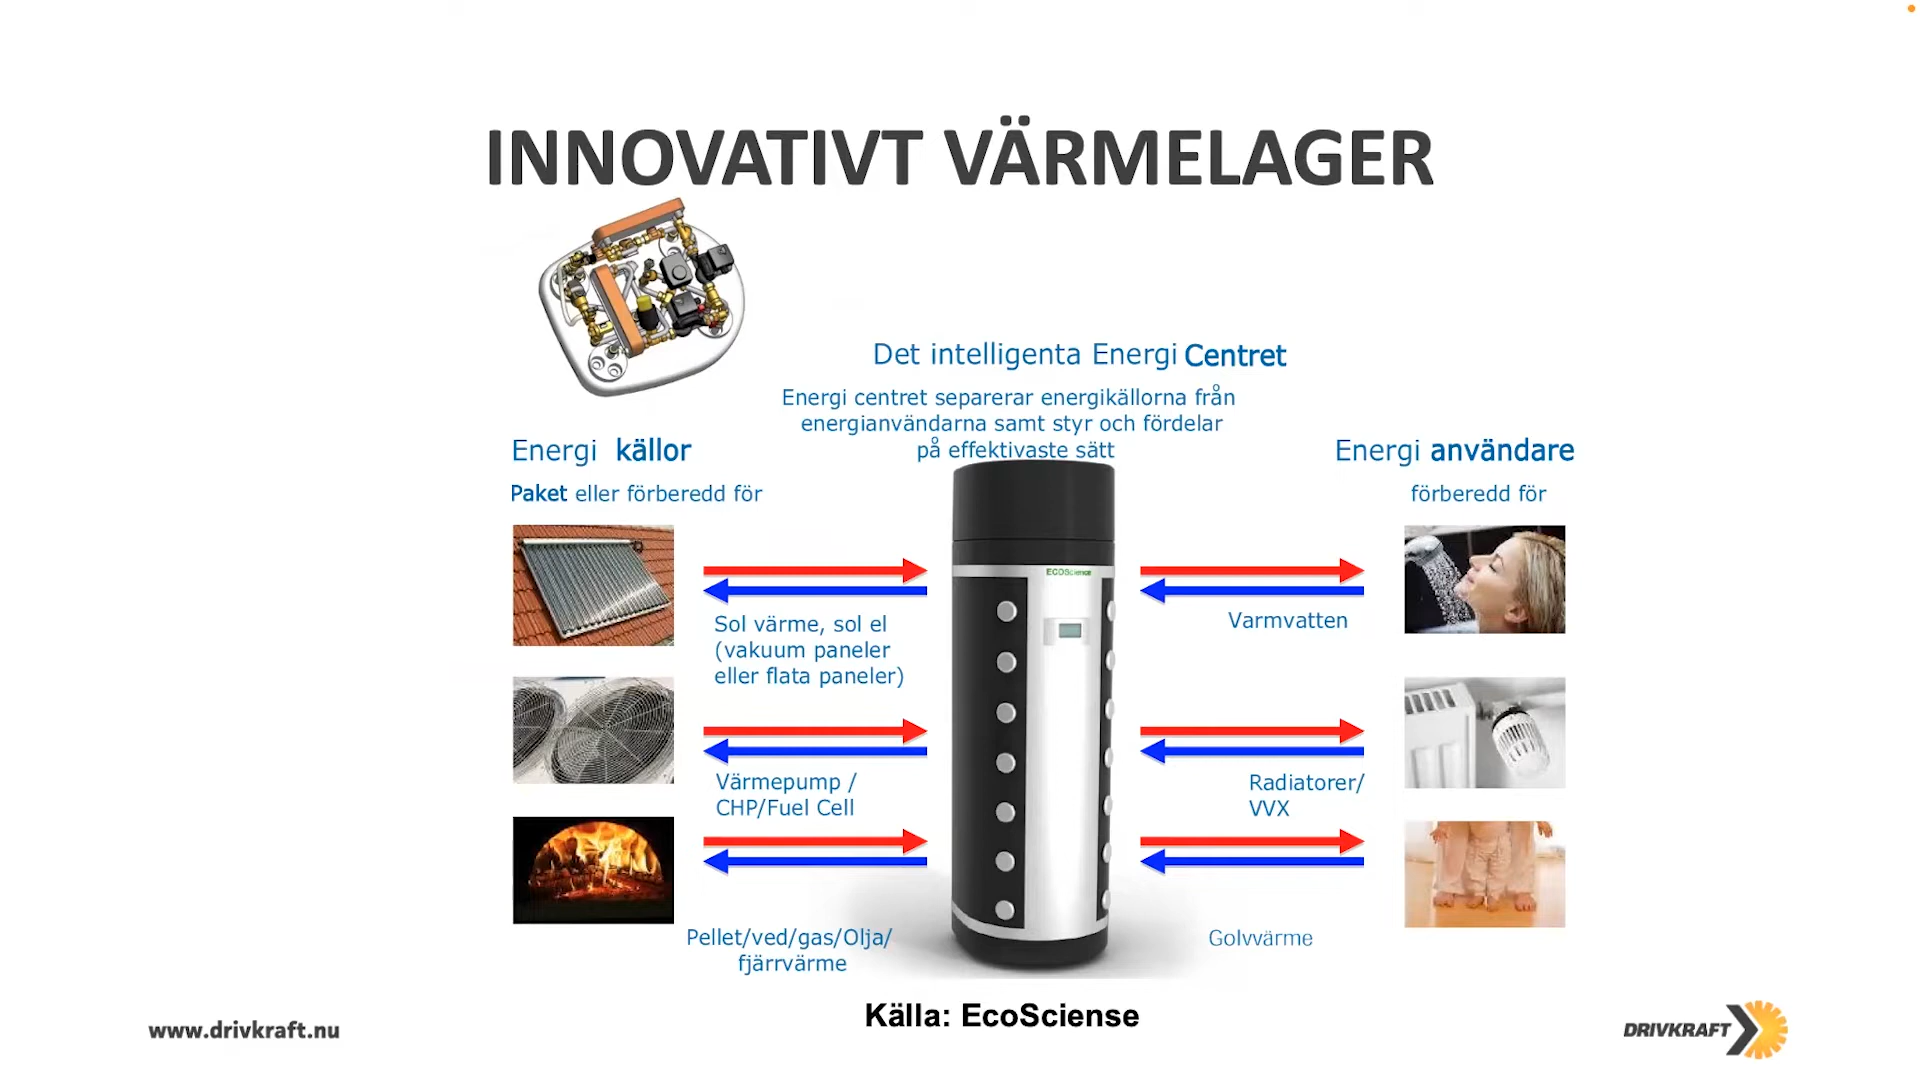 INNOVATIVT VÄRMELAGER
Det intelligenta Energi Centret
Energi centret separerar energikällorna från
energianvändarna samt styr och fördelar
på effektivaste sätt
Energi källor
Paket eller förberedd för
Energi användare
förberedd för
ECOScience
Sol värme, sol el
(vakuum paneler
eller flata paneler)
Varmvatten
Värmepump /
CHP/Fuel Cell
Radiatorer/
VVX
Pellet/ved/gas/Olja/
fjärrvärme
Golvvärme
Källa: EcoSciense
www.drivkraft.nu
DRIVKRAFT